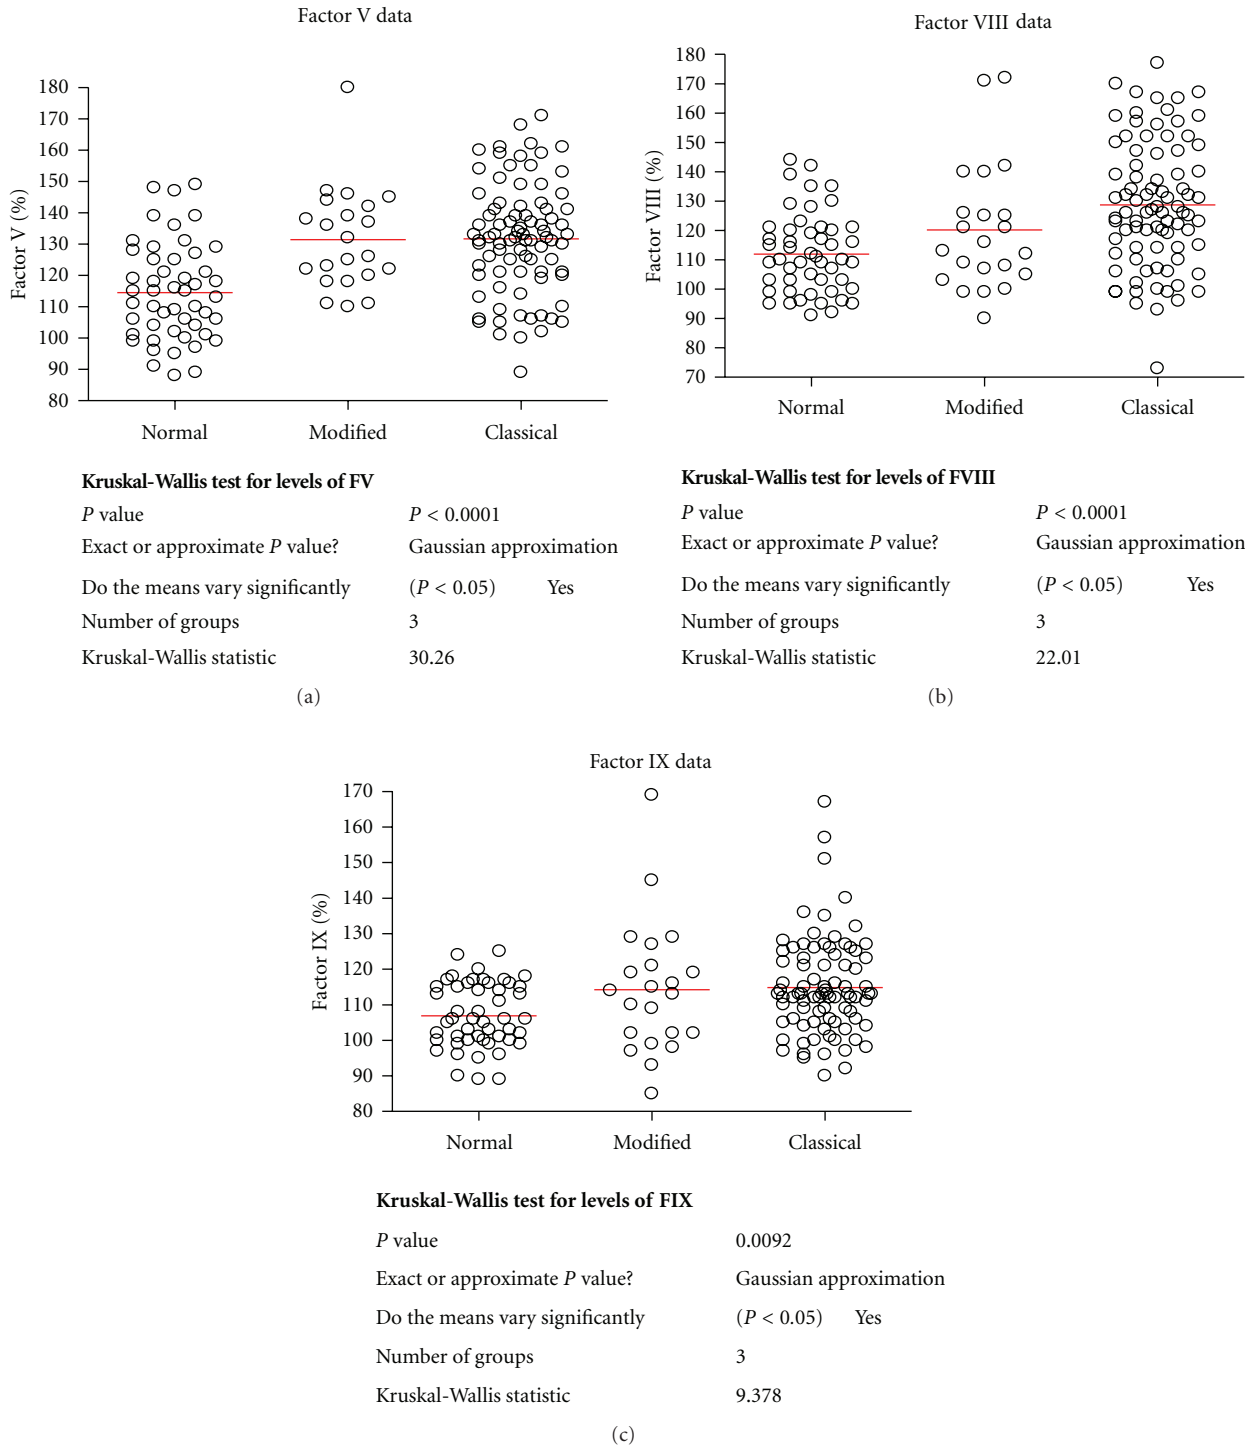 Factor V data
180
170
160
150
140
130
120
110
100
90
80
Factor V (%)
Normal Modified Classical
Kruskal-Wallis test for levels of FV
P value P < 0.0001
Exact or approximate P value? Gaussian approximation
Do the means vary significantly (P < 0.05) Yes
Number of groups 3
Kruskal-Wallis statistic 30.26
(a)
Factor VIII data
180
170
160
150
140
130
120
110
100
90
80
70
Factor VIII (%)
Normal Modified Classical
Kruskal-Wallis test for levels of FVIII
P value P < 0.0001
Exact or approximate P value? Gaussian approximation
Do the means vary significantly (P < 0.05) Yes
Number of groups 3
Kruskal-Wallis statistic 22.01
(b)
Factor IX data
170
160
150
140
130
120
110
100
90
80
Factor IX (%)
Normal Modified Classical
Kruskal-Wallis test for levels of FIX
P value 0.0092
Exact or approximate P value? Gaussian approximation
Do the means vary significantly (P < 0.05) Yes
Number of groups 3
Kruskal-Wallis statistic 9.378
(c)